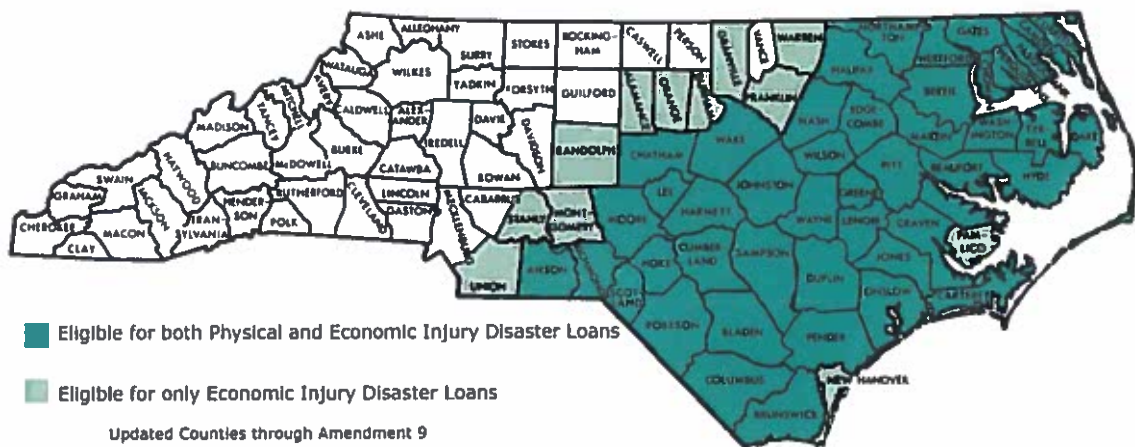 ALLEGHANY
ASHE
SURRY
STOKES
ROCKING-
HAM
CASWELL
PERSON
GRANVILLE
VANCE
WARREN
NORTHAMP-
TON
GATES
WATAUGA
WILKES
YADKIN
FORSYTH
GUILFORD
ALAMANCE
ORANGE
FRANKLIN
HALIFAX
HERTFORD
BERTIE
MITCHELL
AVERY
YANCEY
CALDWELL
ALEX-
ANDER
IREDELL
DAVIE
DAVIDSON
RANDOLPH
CHATHAM
WAKE
NASH
EDGE-
COMBE
MARTIN
WASH
INGTON
TYR
RELL
DARE
MADISON
BUNCOMBE
McDOWELL
BURKE
CATAWBA
ROWAN
WILSON
PITT
BEAUFORT
HYDE
HAYWOOD
SWAIN
GRAHAM
JACKSON
RUTHERFORD
CLEVELAND
LINCOLN
GASTON
MECKLENBURG
CABARRUS
STANLY
MONT-
GOMERY
MOORE
LEE
HARNETT
JOHNSTON
WAYNE
GREENE
LENOIR
CRAVEN
PAM-
LICO
CHEROKEE
CLAY
MACON
TRAN-
SYLVANIA
HENDER-
SON
POLK
UNION
ANSON
RICHMOND
SCOT-
LAND
HOKE
CUMBER
LAND
SAMPSON
DUPLIN
JONES
ONSLOW
CARTERET
ROBESON
BLADEN
PENDER
COLUMBUS
NEW HANOVER
BRUNSWICK
Eligible for both Physical and Economic Injury Disaster Loans
Eligible for only Economic Injury Disaster Loans
Updated Counties through Amendment 9